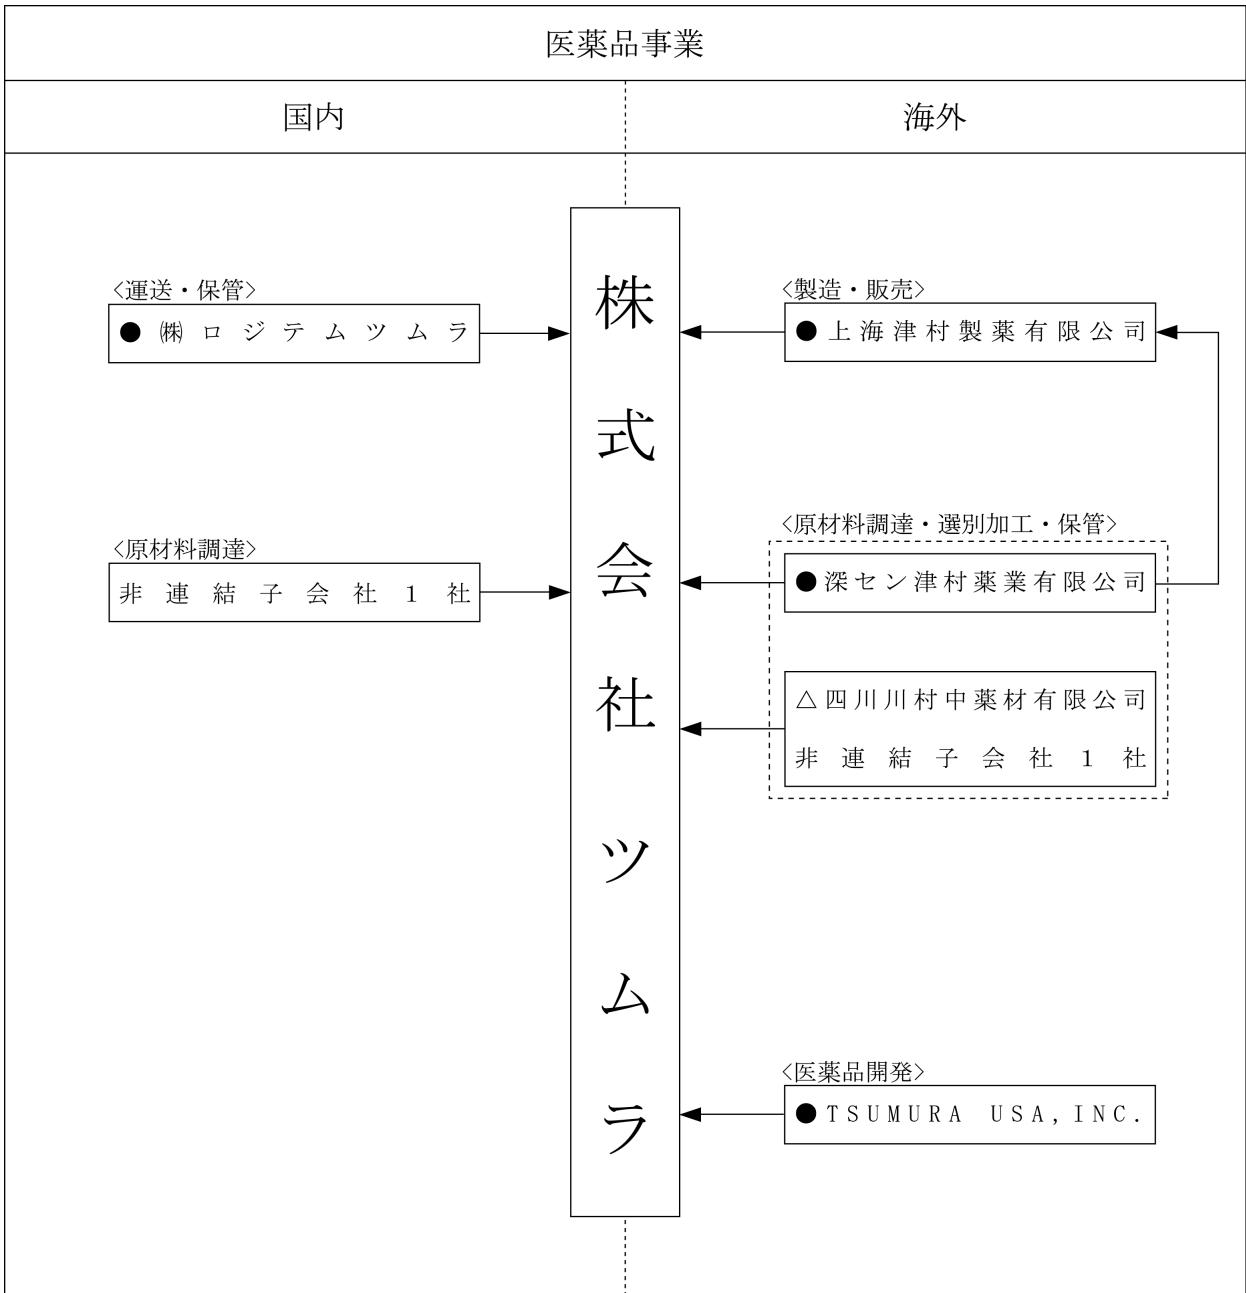 医薬品事業
国内
海外
<運送・保管>
●㈱ロジテムツムラ
<原材料調達>
非連結子会社1社
株式会社ツムラ
<製造・販売>
●上海津村製薬有限公司
<原材料調達・選別加工・保管>
●深セン津村薬業有限公司
△四川川村中薬材有限公司
非連結子会社1社
<医薬品開発>
●TSUMURA USA,INC.